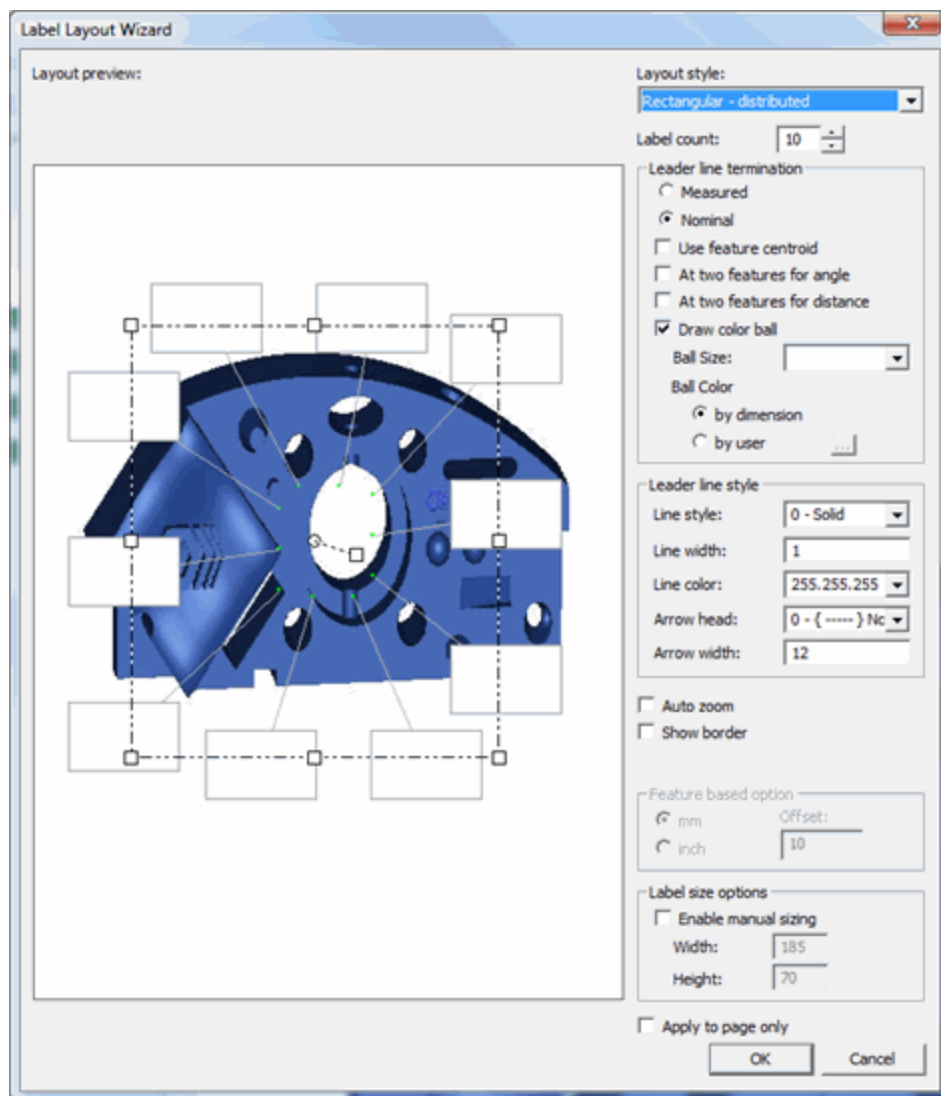 Label Layout Wizard
Layout preview:
Layout style:
Rectangular - distributed
Label count: 10
Leader line termination
Measured
Nominal
Use feature centroid
At two features for angle
At two features for distance
Draw color ball
Ball Size:
Ball Color
by dimension
by user ...
Leader line style
Line style: 0 - Solid
Line width: 1
Line color: 255.255.255
Arrow head: 0 - { ----- } Nc
Arrow width: 12
Auto zoom
Show border
Feature based option
mm Offset:
inch 10
Label size options
Enable manual sizing
Width: 185
Height: 70
Apply to page only
OK Cancel